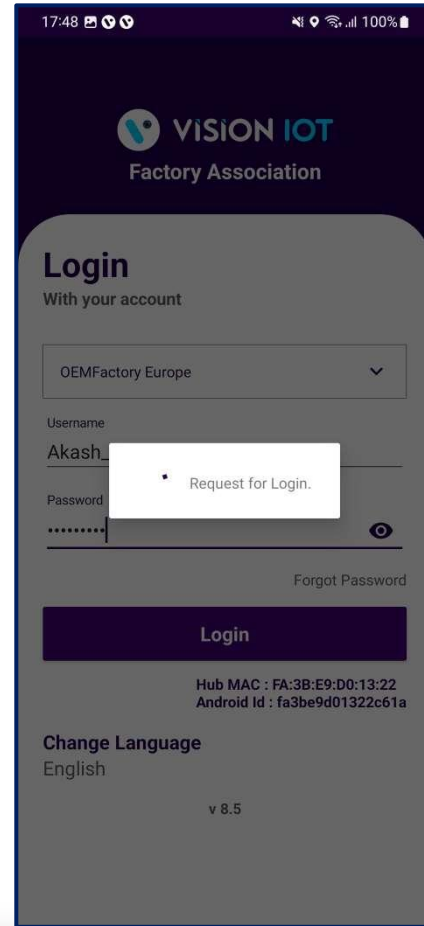 17:48 100%
VISION IOT
Factory Association
Login
With your account
OEMFactory Europe
Username
Akash_
Request for Login.
Password
•••••••••
Forgot Password
Login
Hub MAC : FA:3B:E9:D0:13:22
Android Id : fa3be9d01322c61a
Change Language
English
v 8.5